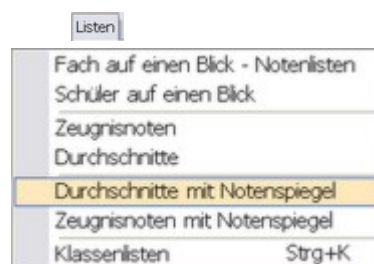 Listen
Fach auf einen Blick - Notenlisten
Schüler auf einen Blick
Zeugnisnoten
Durchschnitte
Durchschnitte mit Notenspiegel
Zeugnisnoten mit Notenspiegel
Klassenlisten Strg+K